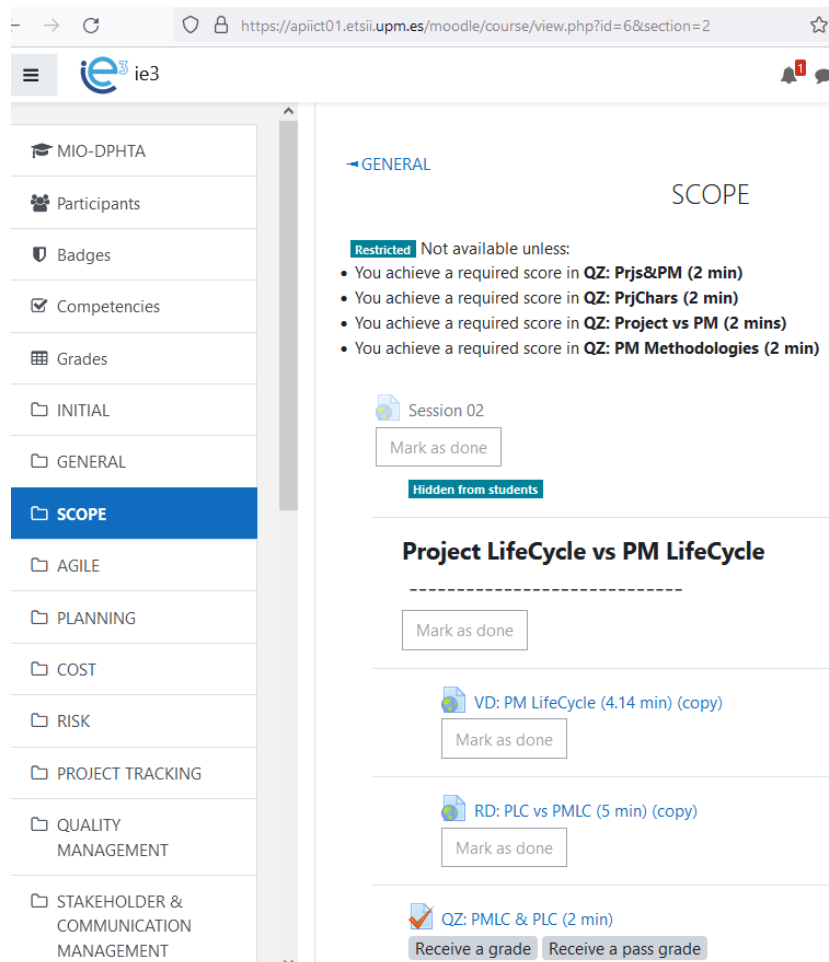 https://apiict01.etsii.upm.es/moodle/course/view.php?id=6&section=2
ie3 ie3
1
MIO-DPHTA
Participants
Badges
Competencies
Grades
INITIAL
GENERAL
SCOPE
AGILE
PLANNING
COST
RISK
PROJECT TRACKING
QUALITY
MANAGEMENT
STAKEHOLDER &
COMMUNICATION
MANAGEMENT
GENERAL
SCOPE
Restricted Not available unless:
• You achieve a required score in QZ: Prjs&PM (2 min)
• You achieve a required score in QZ: PrjChars (2 min)
• You achieve a required score in QZ: Project vs PM (2 mins)
• You achieve a required score in QZ: PM Methodologies (2 min)
Session 02
Mark as done
Hidden from students
Project LifeCycle vs PM LifeCycle
-----------------------------
Mark as done
VD: PM LifeCycle (4.14 min) (copy)
Mark as done
RD: PLC vs PMLC (5 min) (copy)
Mark as done
QZ: PMLC & PLC (2 min)
Receive a grade Receive a pass grade